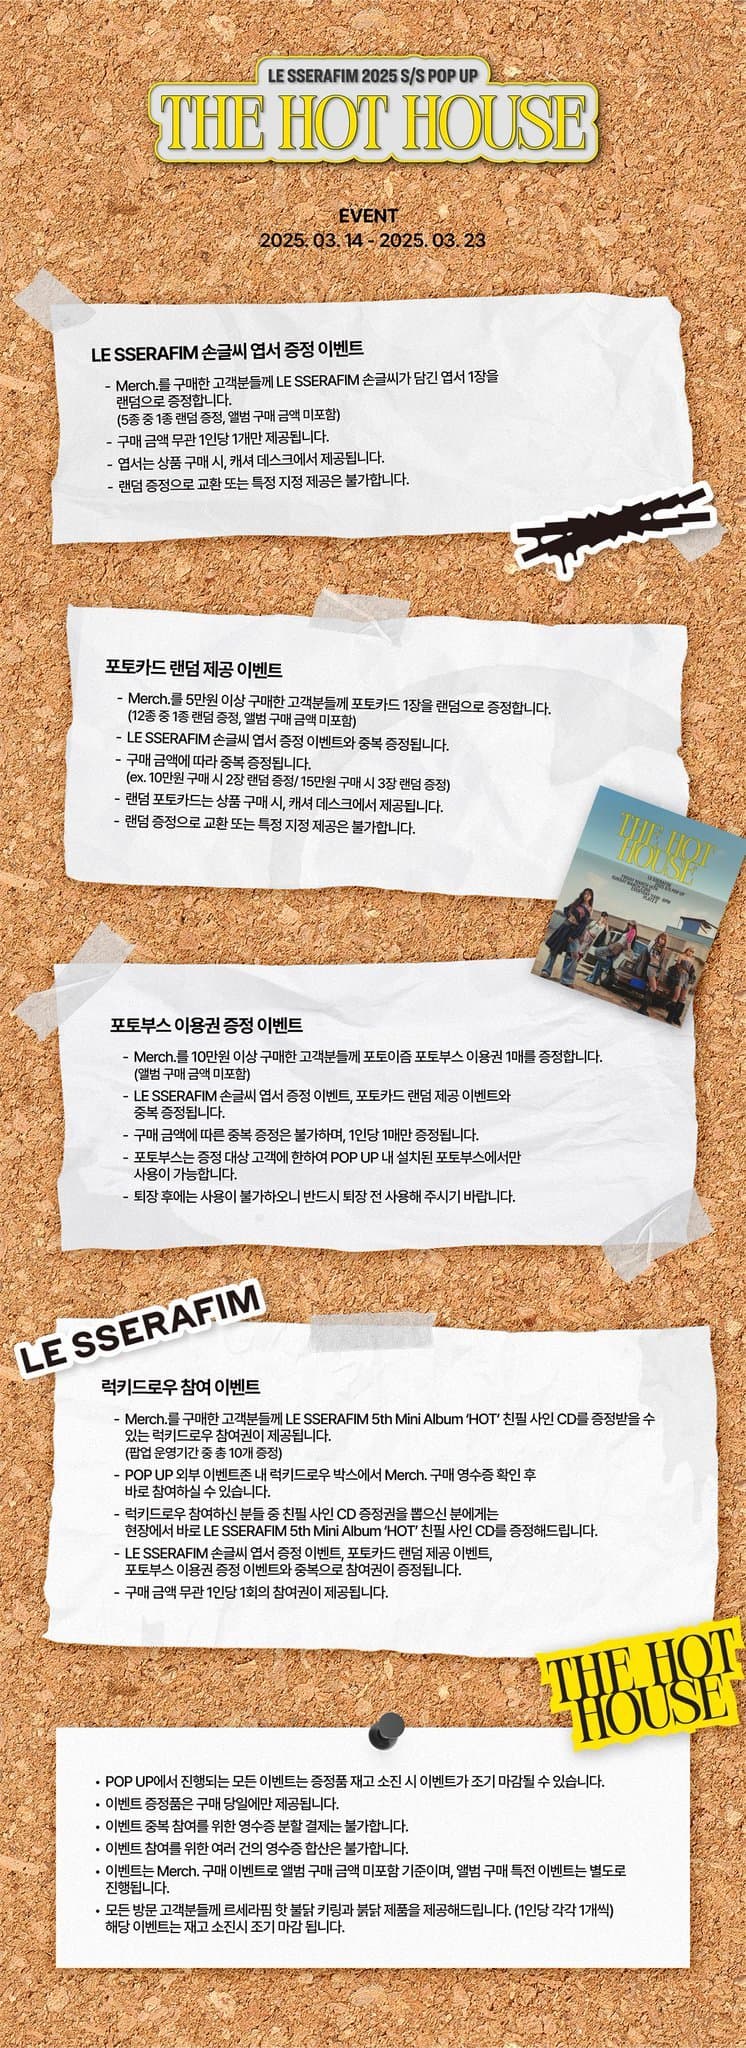 LE SSERAFIM 2025 S/S POP UP
THE HOT HOUSE
EVENT
2025. 03. 14 - 2025. 03. 23
LE SSERAFIM 손글씨 엽서 증정 이벤트
- Merch.를 구매한 고객분들께 LE SSERAFIM 손글씨가 담긴 엽서 1장을
랜덤으로 증정합니다.
(5종 중 1종 랜덤 증정, 앨범 구매 금액 미포함)
- 구매 금액 무관 1인당 1개만 제공됩니다.
- 엽서는 상품 구매 시, 캐셔 데스크에서 제공됩니다.
- 랜덤 증정으로 교환 또는 특정 지정 제공은 불가합니다.
포토카드 랜덤 제공 이벤트
- Merch.를 5만원 이상 구매한 고객분들께 포토카드 1장을 랜덤으로 증정합니다.
(12종 중 1종 랜덤 증정, 앨범 구매 금액 미포함)
- LE SSERAFIM 손글씨 엽서 증정 이벤트와 중복 증정됩니다.
- 구매 금액에 따라 중복 증정됩니다.
(ex. 10만원 구매 시 2장 랜덤 증정/ 15만원 구매 시 3장 랜덤 증정)
- 랜덤 포토카드는 상품 구매 시, 캐셔 데스크에서 제공됩니다.
- 랜덤 증정으로 교환 또는 특정 지정 제공은 불가합니다.
THE HOT
HOUSE
포토부스 이용권 증정 이벤트
- Merch.를 10만원 이상 구매한 고객분들께 포토이즘 포토부스 이용권 1매를 증정합니다.
(앨범 구매 금액 미포함)
- LE SSERAFIM 손글씨 엽서 증정 이벤트, 포토카드 랜덤 제공 이벤트와
중복 증정됩니다.
- 구매 금액에 따른 중복 증정은 불가하며, 1인당 1매만 증정됩니다.
- 포토부스는 증정 대상 고객에 한하여 POP UP 내 설치된 포토부스에서만
사용이 가능합니다.
- 퇴장 후에는 사용이 불가하오니 반드시 퇴장 전 사용해 주시기 바랍니다.
LE SSERAFIM
럭키드로우 참여 이벤트
- Merch.를 구매한 고객분들께 LE SSERAFIM 5th Mini Album ‘HOT’ 친필 사인 CD를 증정받을 수
있는 럭키드로우 참여권이 제공됩니다.
(팝업 운영기간 중 총 10개 증정)
- POP UP 외부 이벤트존 내 럭키드로우 박스에서 Merch. 구매 영수증 확인 후
바로 참여하실 수 있습니다.
- 럭키드로우 참여하신 분들 중 친필 사인 CD 증정권을 뽑으신 분에게는
현장에서 바로 LE SSERAFIM 5th Mini Album ‘HOT’ 친필 사인 CD를 증정해드립니다.
- LE SSERAFIM 손글씨 엽서 증정 이벤트, 포토카드 랜덤 제공 이벤트,
포토부스 이용권 증정 이벤트와 중복으로 참여권이 증정됩니다.
- 구매 금액 무관 1인당 1회의 참여권이 제공됩니다.
THE HOT
HOUSE
• POP UP에서 진행되는 모든 이벤트는 증정품 재고 소진 시 이벤트가 조기 마감될 수 있습니다.
• 이벤트 증정품은 구매 당일에만 제공됩니다.
• 이벤트 중복 참여를 위한 영수증 분할 결제는 불가합니다.
• 이벤트 참여를 위한 여러 건의 영수증 합산은 불가합니다.
• 이벤트는 Merch. 구매 이벤트로 앨범 구매 금액 미포함 기준이며, 앨범 구매 특전 이벤트는 별도로
진행됩니다.
• 모든 방문 고객분들께 르세라핌 핫 불닭 키링과 붉닭 제품을 제공해드립니다. (1인당 각각 1개씩)
해당 이벤트는 재고 소진시 조기 마감 됩니다.